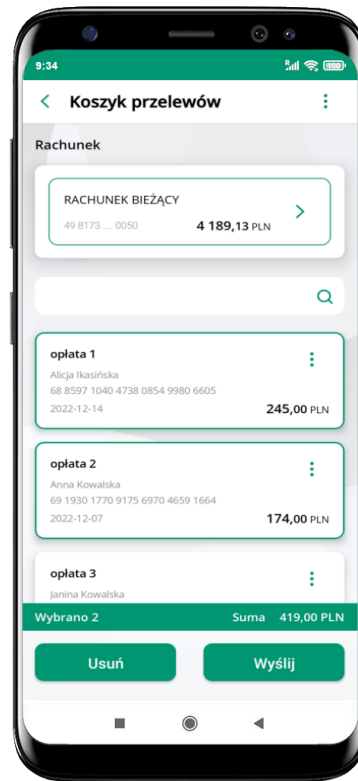 9:34
R
100
Koszyk przelewów
Rachunek
RACHUNEK BIEŻĄCY
49 8173 ... 0050 4 189,13 PLN
opłata 1
Alicja Ikasińska
68 8597 1040 4738 0854 9980 6605
2022-12-14 245,00 PLN
opłata 2
Anna Kowalska
69 1930 1770 9175 6970 4659 1664
2022-12-07 174,00 PLN
opłata 3
Janina Kowalska
Wybrano 2 Suma 419,00 PLN
Usuń Wyślij